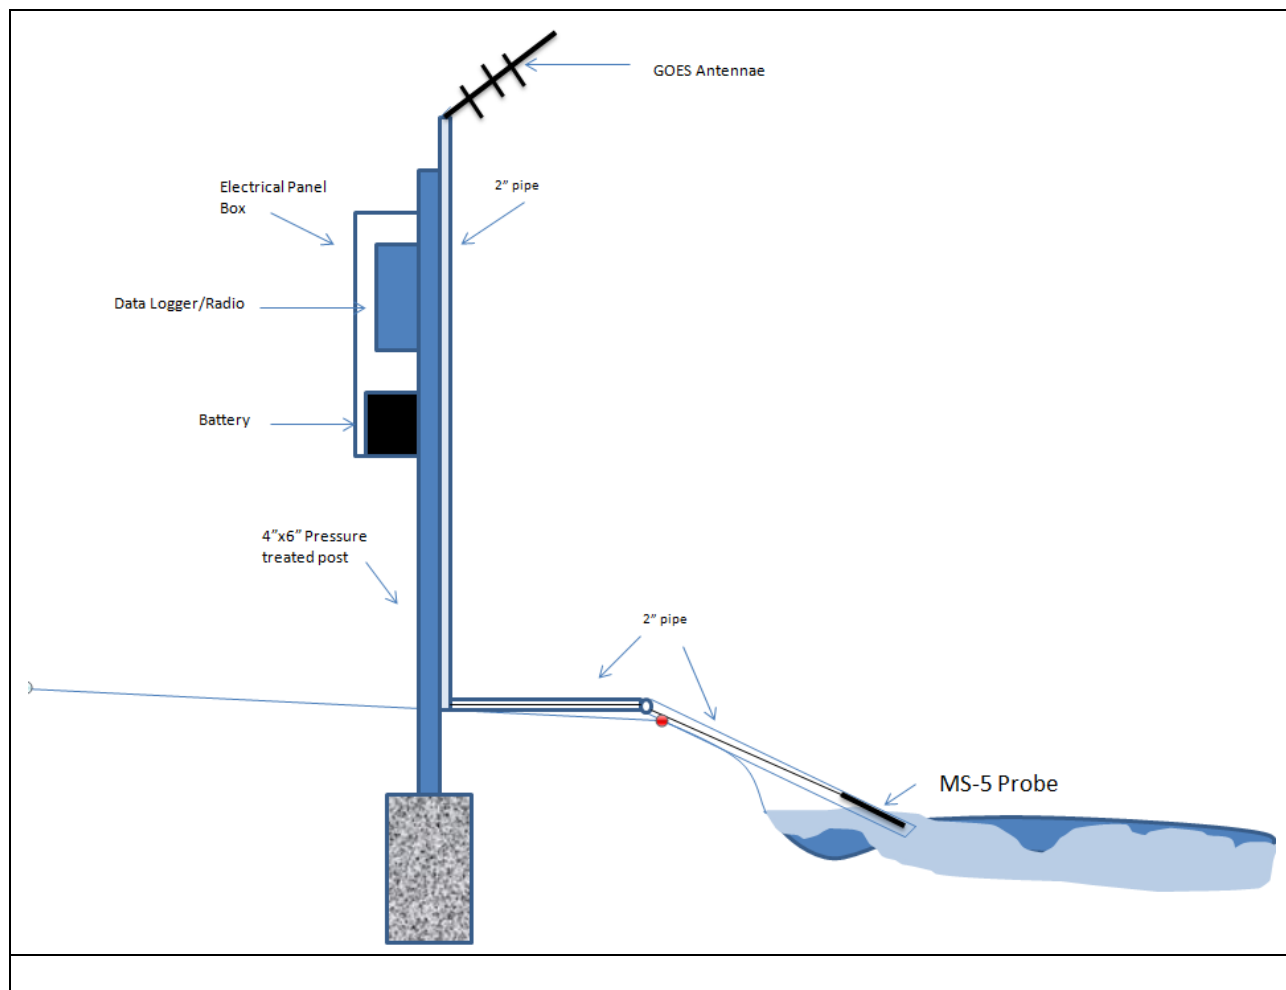 GOES Antennae
Electrical Panel
Box
2” pipe
Data Logger/Radio
Battery
4”x6” Pressure
treated post
2” pipe
MS-5 Probe